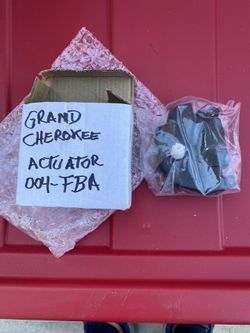 GRAND
CHEROKEE
ACTUATOR
004-FBA